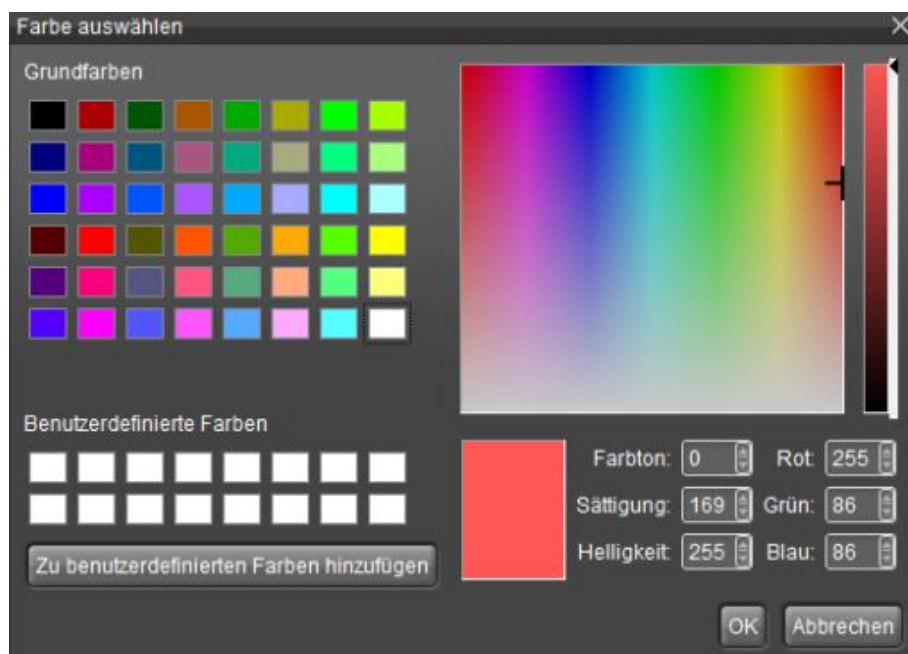 Farbe auswählen
Grundfarben
Benutzerdefinierte Farben
Zu benutzerdefinierten Farben hinzufügen
Farbton: 0 Rot: 255
Sättigung: 169 Grün: 86
Helligkeit: 255 Blau: 86
OK Abbrechen